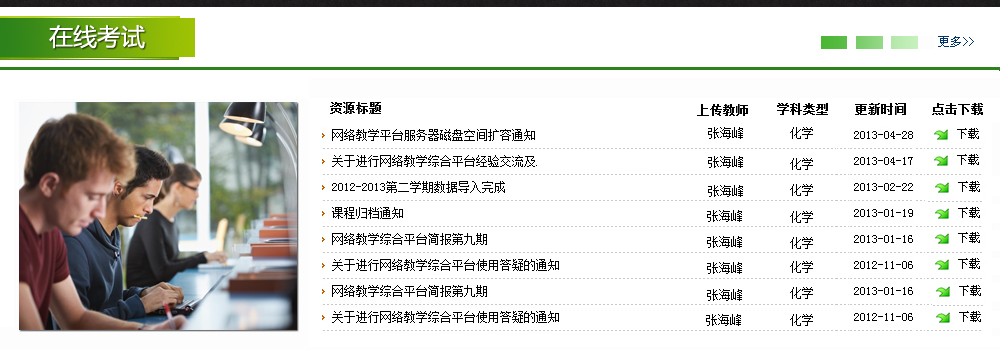 在线考试
更多>>
资源标题 上传教师 学科类型 更新时间 点击下载
网络教学平台服务器磁盘空间扩容通知 张海峰 化学 2013-04-28 下载
关于进行网络教学综合平台经验交流及. 张海峰 化学 2013-04-17 下载
2012-2013第二学期数据导入完成 张海峰 化学 2013-02-22 下载
课程归档通知 张海峰 化学 2013-01-19 下载
网络教学综合平台简报第九期 张海峰 化学 2013-01-16 下载
关于进行网络教学综合平台使用答疑的通知 张海峰 化学 2012-11-06 下载
网络教学综合平台简报第九期 张海峰 化学 2013-01-16 下载
关于进行网络教学综合平台使用答疑的通知 张海峰 化学 2012-11-06 下载